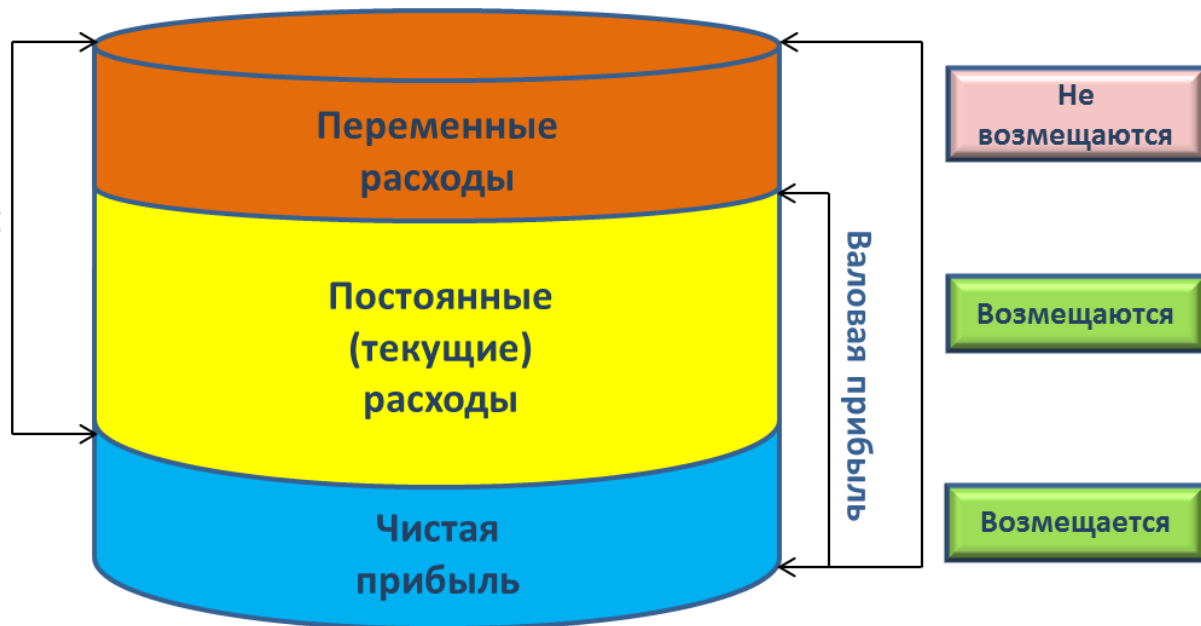 Переменные
расходы
Постоянные
(текущие)
расходы
Чистая
прибыль
Валовая прибыль
Не
возмещаются
Возмещаются
Возмещается